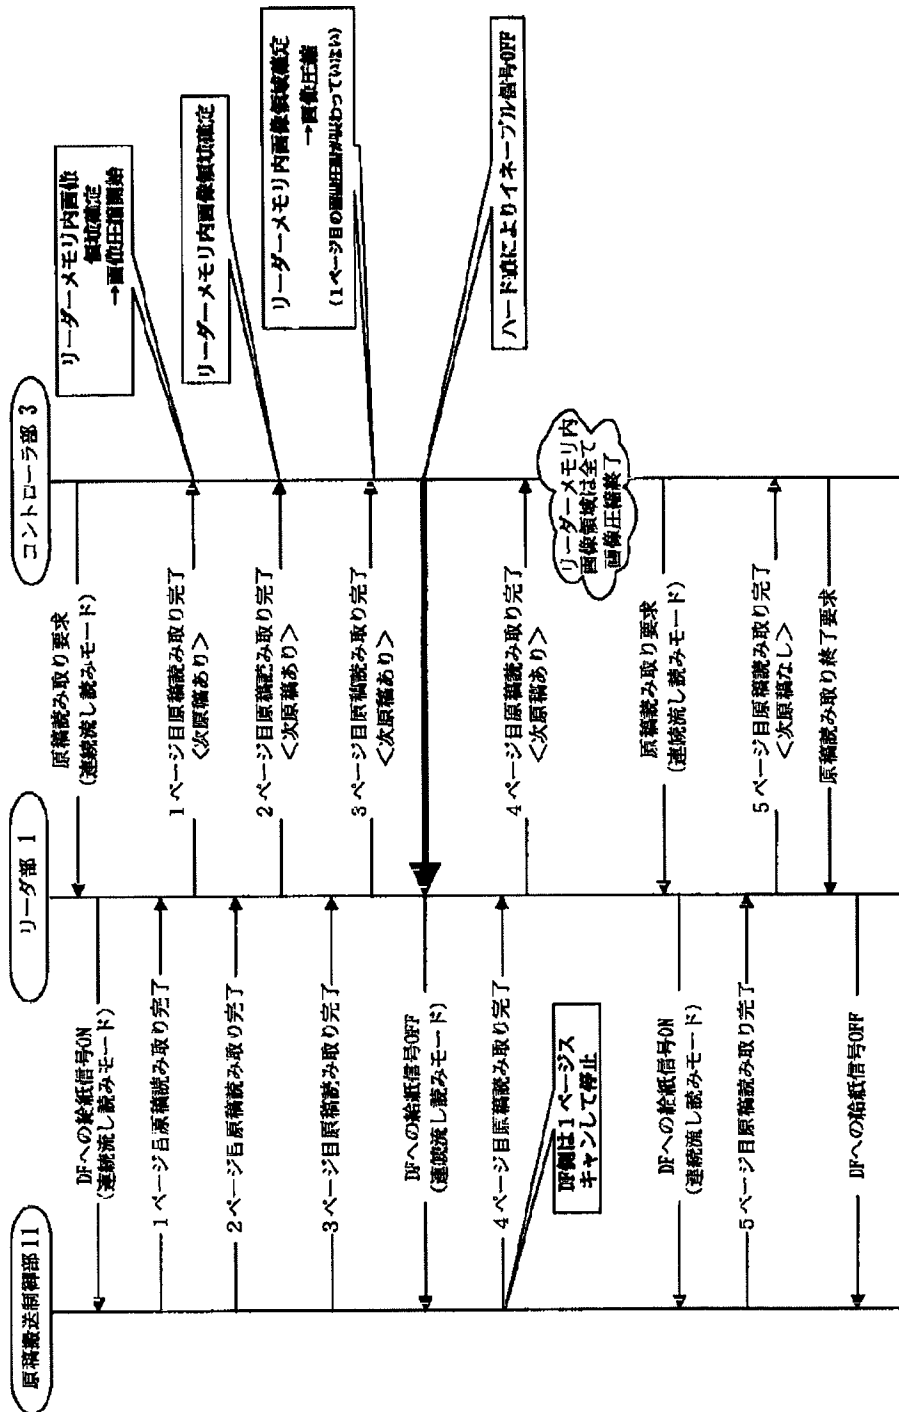 原稿搬送制御部11
リーダ部 1
コントローラ部 3
原稿読み取り要求
(連続流し読みモード)
DFへの給紙信号ON
(連続流し読みモード)
1ページ目原稿読み取り完了
1ページ目原稿読み取り完了
<次原稿あり>
リーダーメモリ内画像
領域確定
→画像圧縮開始
2ページ目原稿読み取り完了
2ページ目原稿読み取り完了
<次原稿あり>
リーダーメモリ内画像領域確定
3ページ目原稿読み取り完了
3ページ目原稿読み取り完了
<次原稿あり>
リーダーメモリ内画像領域確定
→画像圧縮
(1ページ目の画像圧縮が終わっていない)
ハード的によりイネーブル信号OFF
DFへの給紙信号OFF
(連続流し読みモード)
4ページ目原稿読み取り完了
4ページ目原稿読み取り完了
<次原稿あり>
DF側は1ページス
キャンして停止
リーダーメモリ内
画像領域は全て
画像圧縮終了
原稿読み取り要求
(連続流し読みモード)
DFへの給紙信号ON
(連続流し読みモード)
5ページ目原稿読み取り完了
5ページ目原稿読み取り完了
<次原稿なし>
原稿読み取り終了要求
DFへの給紙信号OFF